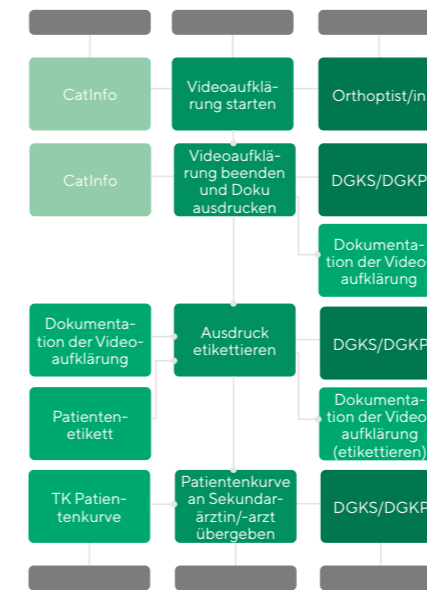 CatInfo
Videoaufklä-
rung starten
Orthoptist/in
CatInfo
Videoaufklä-
rung beenden
und Doku
ausdrucken
DGKS/DGKP
Dokumenta-
tion der Video-
aufklärung
Dokumenta-
tion der Video-
aufklärung
Ausdruck
etikettieren
DGKS/DGKP
Patienten-
etikett
Dokumenta-
tion der Video-
aufklärung
(etikettieren)
TK Patien-
tenkurve
Patientenkurve
an Sekundar-
ärztin/-arzt
übergeben
DGKS/DGKP